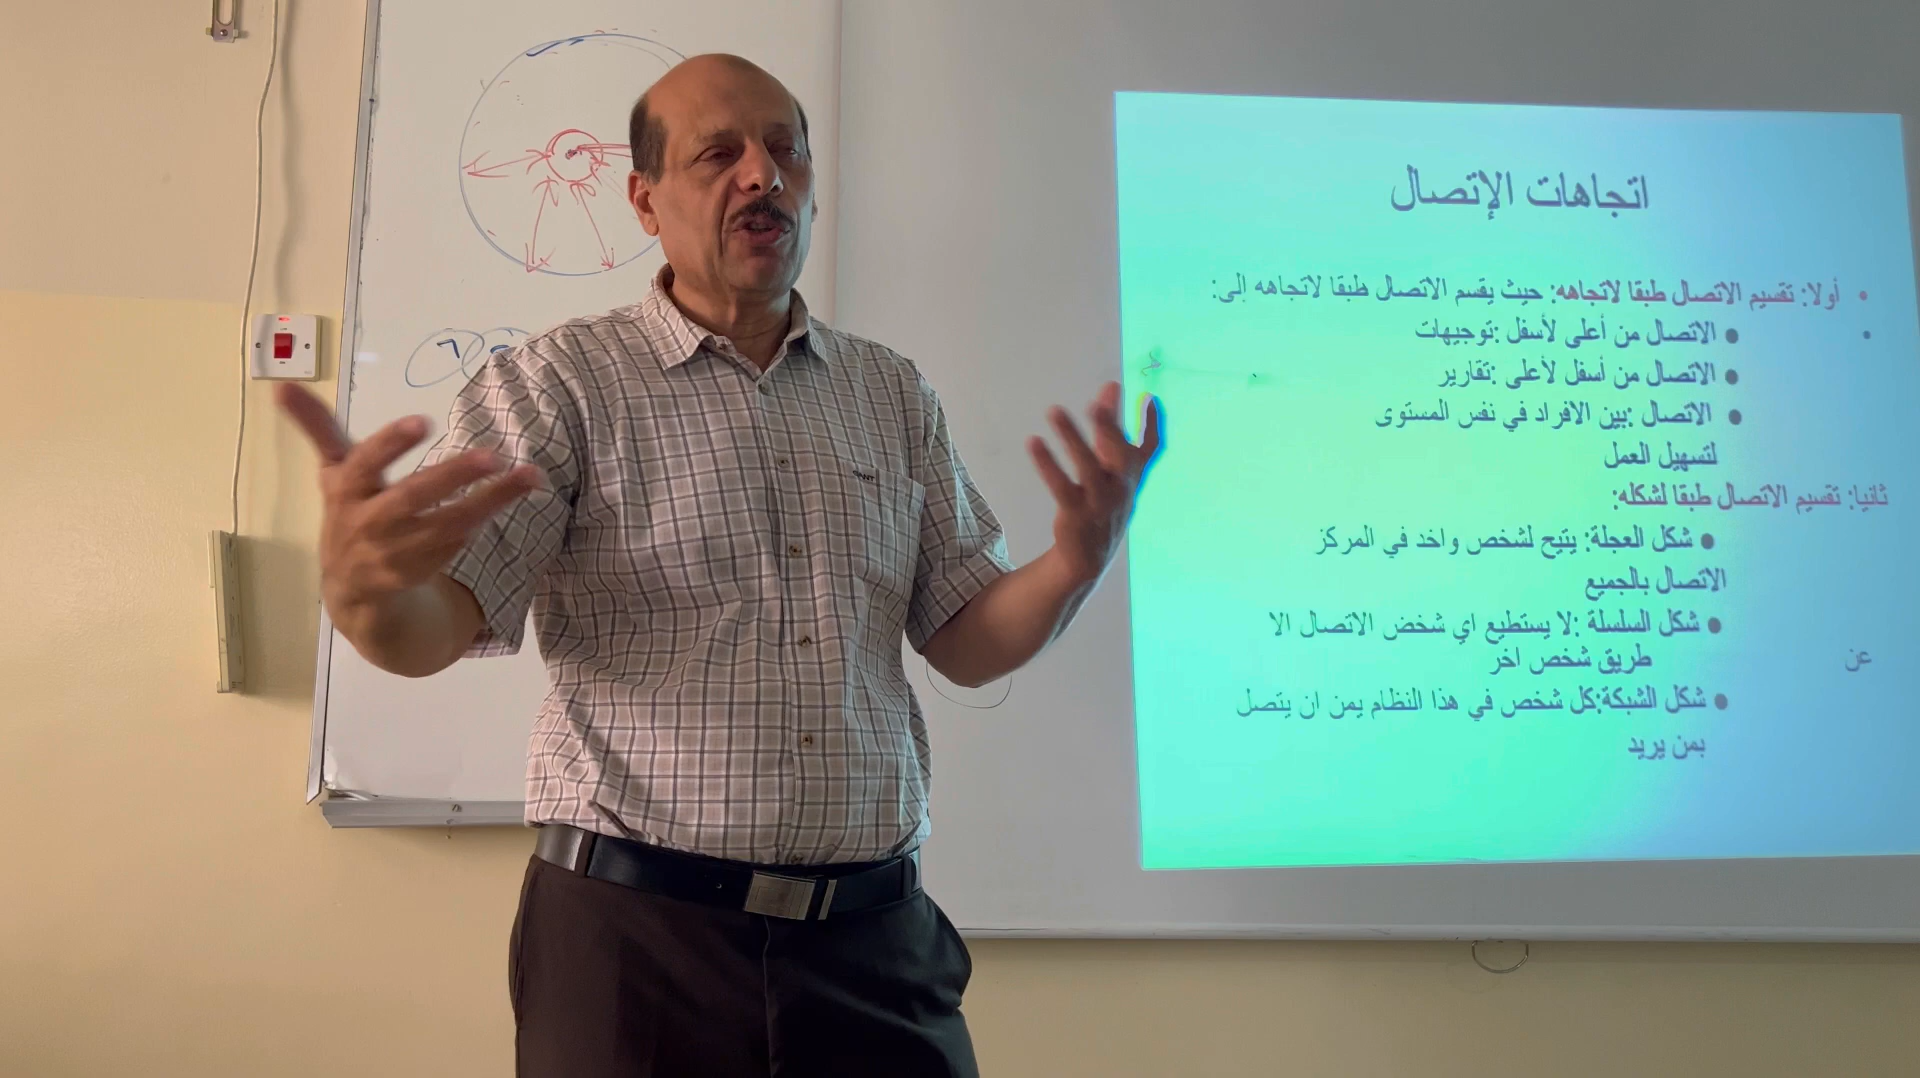 اتجاهات الإتصال
• أولا: تقسيم الاتصال طبقا لاتجاهه: حيث يقسم الاتصال طبقا لاتجاهه إلى:
• ● الاتصال من أعلى لأسفل :توجيهات
● الاتصال من أسفل لأعلى :تقارير
● الاتصال :بين الافراد في نفس المستوى
لتسهيل العمل
ثانيا: تقسيم الاتصال طبقا لشكله:
● شكل العجلة: يتيح لشخص واخد في المركز
الاتصال بالجميع
● شكل السلسلة :لا يستطيع اي شخض الاتصال الا
عن طريق شخص اخر
● شكل الشبكة:كل شخص في هذا النظام يمن ان يتصل
بمن يريد